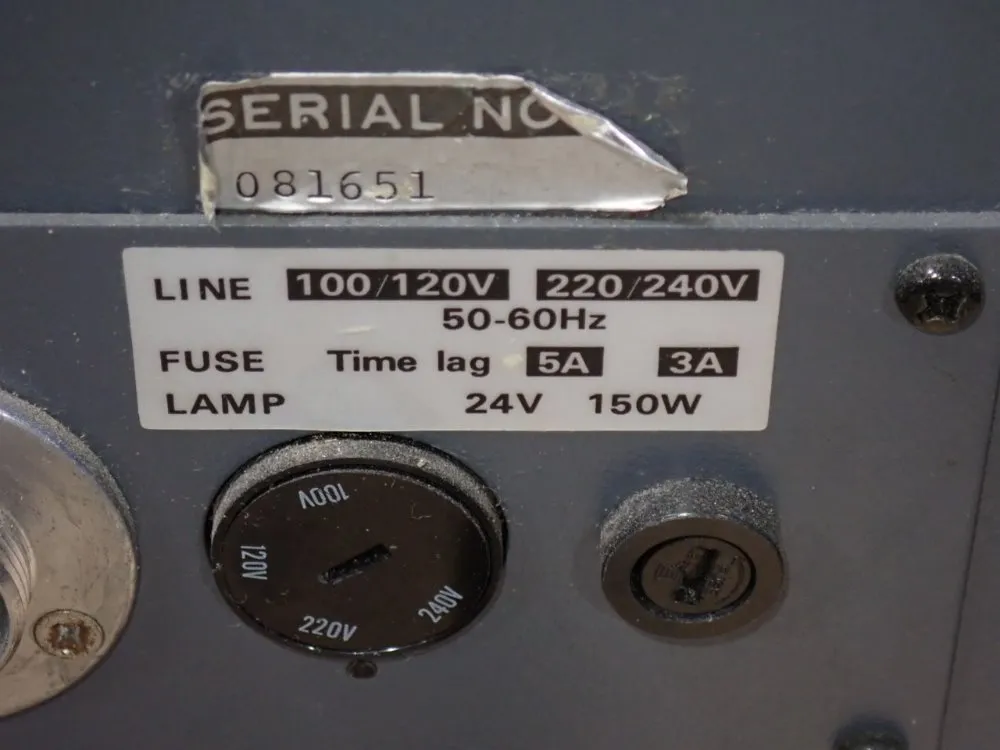 SERIAL NO
081651
LINE 100/120V 220/240V
50-60Hz
FUSE Time lag 5A 3A
LAMP 24V 150W
100V
120V
220V
240V